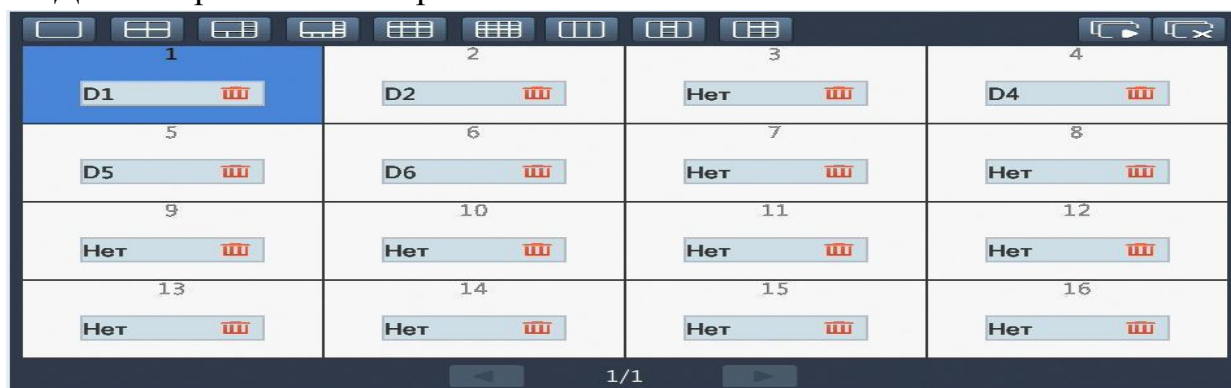 1 2 3 4
D1 D2 Нет D4
5 6 7 8
D5 D6 Нет Нет
9 10 11 12
Нет Нет Нет Нет
13 14 15 16
Нет Нет Нет Нет
1/1